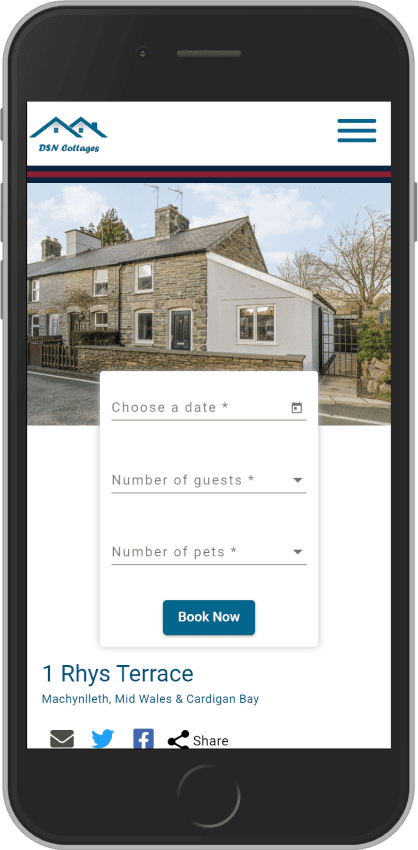 DSN Cottages
Choose a date *
Number of guests *
Number of pets *
Book Now
1 Rhys Terrace
Machynlleth, Mid Wales & Cardigan Bay
Share